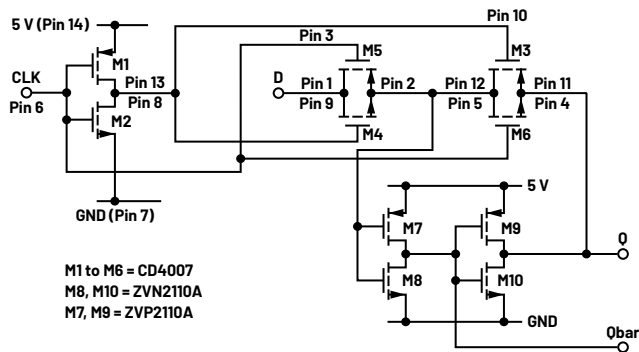 Pin 10
5 V (Pin 14)
Pin 3
M1
M5
M3
CLK
Pin 13
D
Pin 1
Pin 2
Pin 12
Pin 11
Pin 6
Pin 8
Pin 9
Pin 5
Pin 4
M2
M4
M6
GND (Pin 7)
5 V
M7
M9
Q
M1 to M6 = CD4007
M8, M10 = ZVN2110A
M7, M9 = ZVP2110A
M8
M10
GND
Qbar